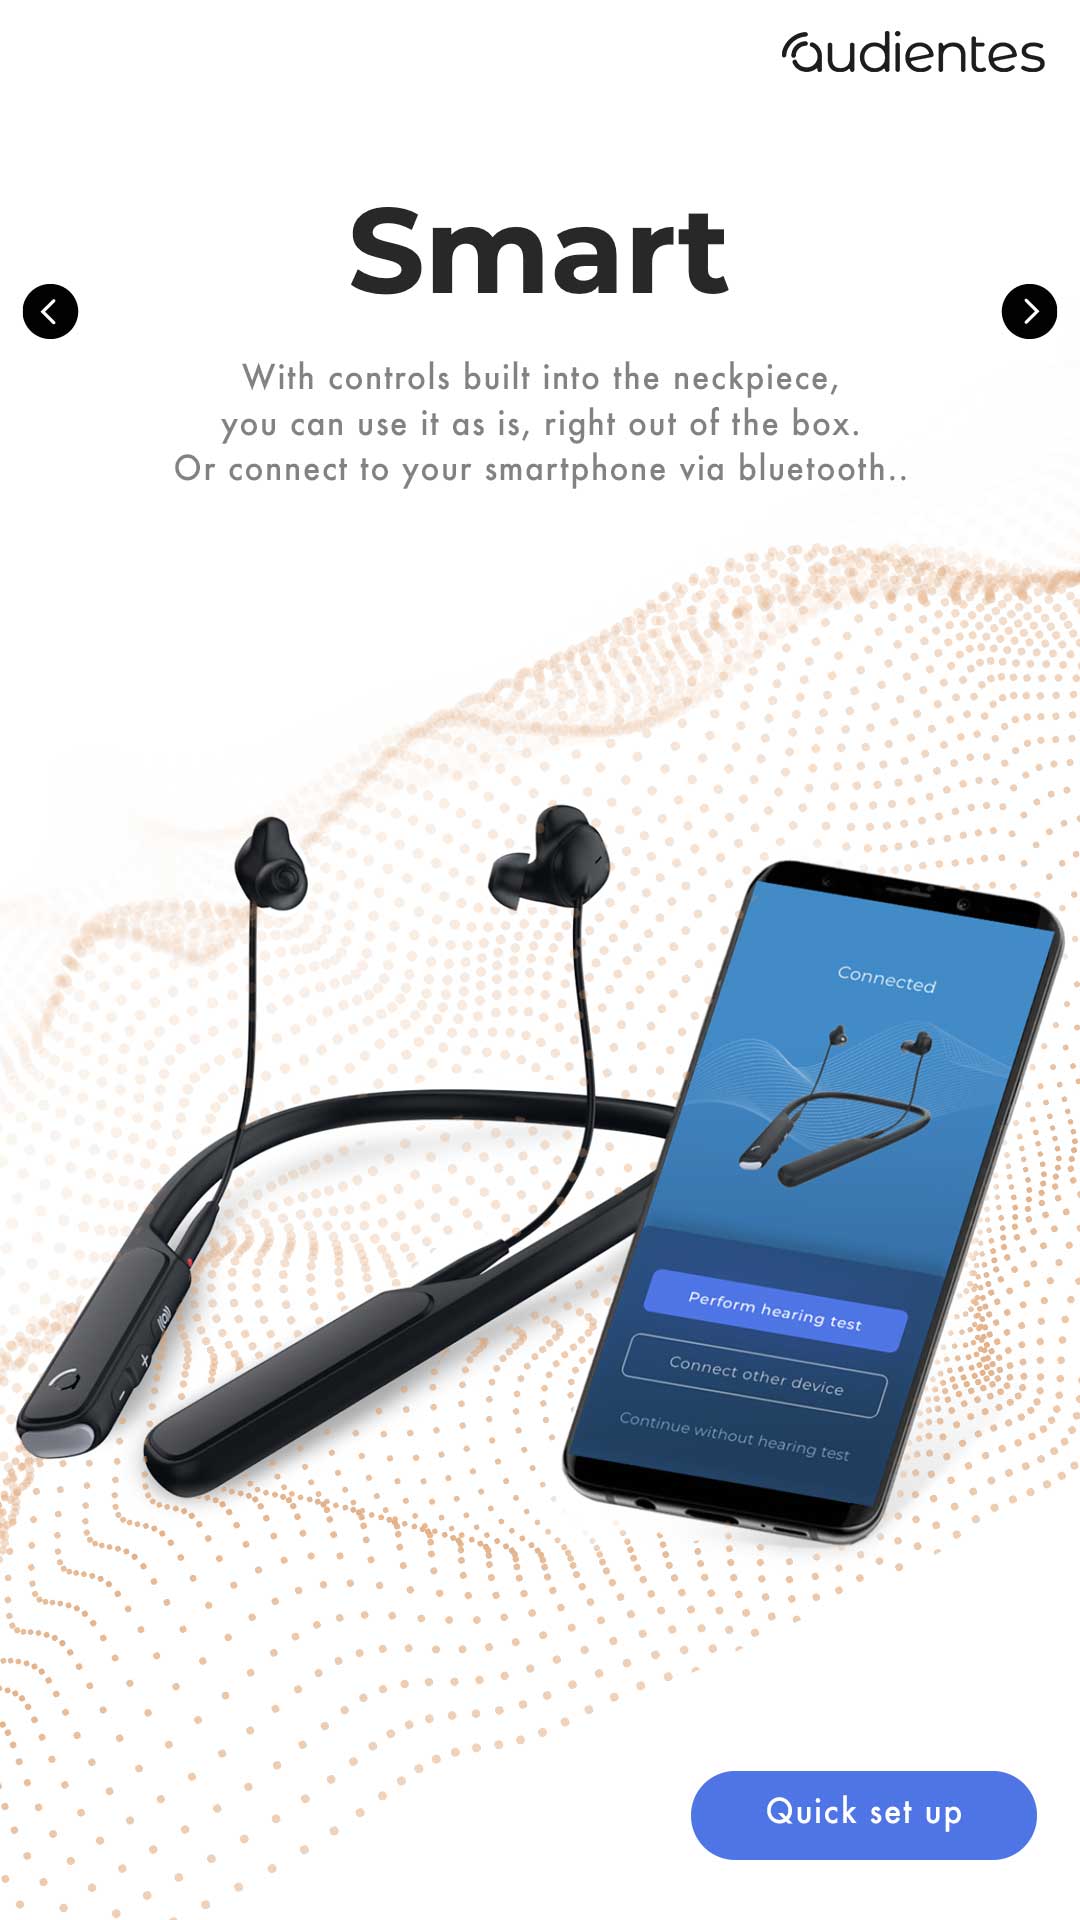 audientes
Smart
With controls built into the neckpiece,
you can use it as is, right out of the box.
Or connect to your smartphone via bluetooth..
Connected
Perform hearing test
Connect other device
Continue without hearing test
+
-
Quick set up